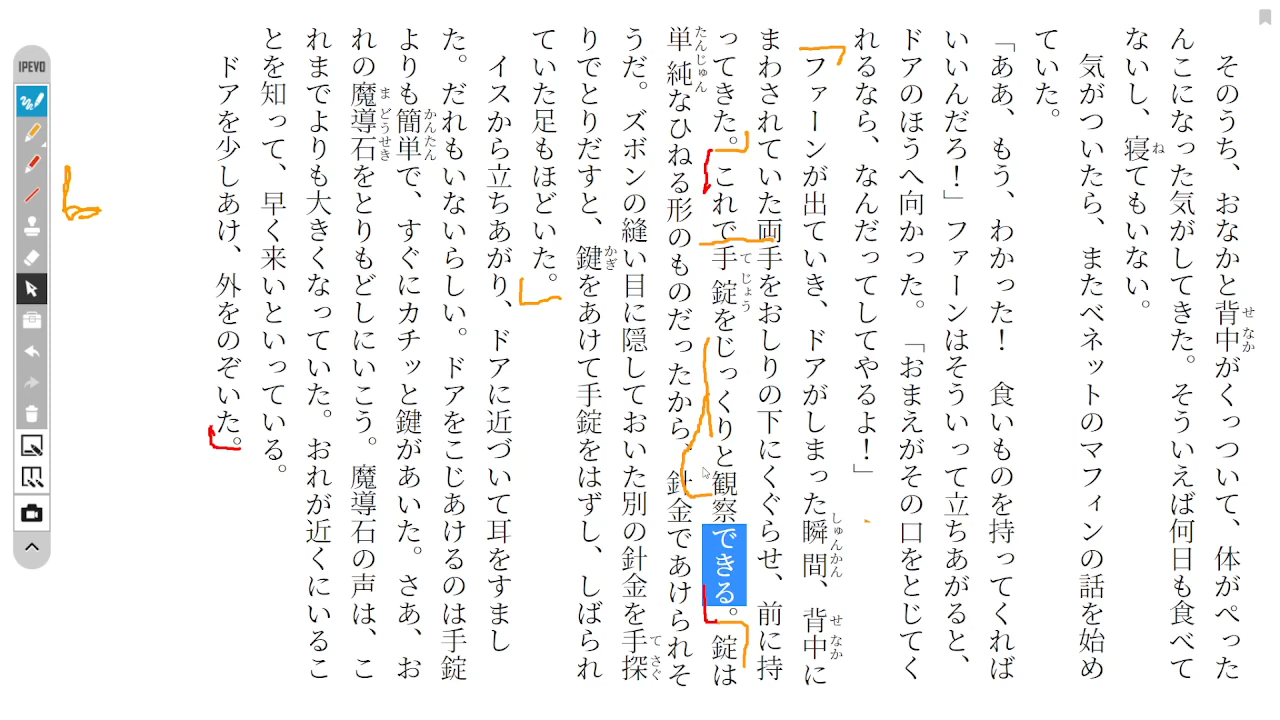 そのうち、おなかと背中がくっついて、体がぺった
んこになった気がしてきた。そういえば何日も食べて
ないし、寝てもいない。
気がついたら、またベネットのマフィンの話を始め
ていた。
「ああ、もう、わかった！　食いものを持ってくれば
いいんだろ！」ファーンはそういって立ちあがると、
ドアのほうへ向かった。「おまえがその口をとじてく
れるなら、なんだってしてやるよ！」
ファーンが出ていき、ドアがしまった瞬間、背中に
まわされていた両手をおしりの下にくぐらせ、前に持
ってきた。これで手錠をじっくりと観察できる。錠は
単純なひねる形のものだったから、針金であけられそ
うだ。ズボンの縫い目に隠しておいた別の針金を手探
りでとりだすと、鍵をあけて手錠をはずし、しばられ
ていた足もほどいた。
イスから立ちあがり、ドアに近づいて耳をすまし
た。だれもいないらしい。ドアをこじあけるのは手錠
よりも簡単で、すぐにカチッと鍵があいた。さあ、お
れの魔導石をとりもどしにいこう。魔導石の声は、こ
れまでよりも大きくなっていた。おれが近くにいるこ
とを知って、早く来いといっている。
ドアを少しあけ、外をのぞいた。
IPEVO